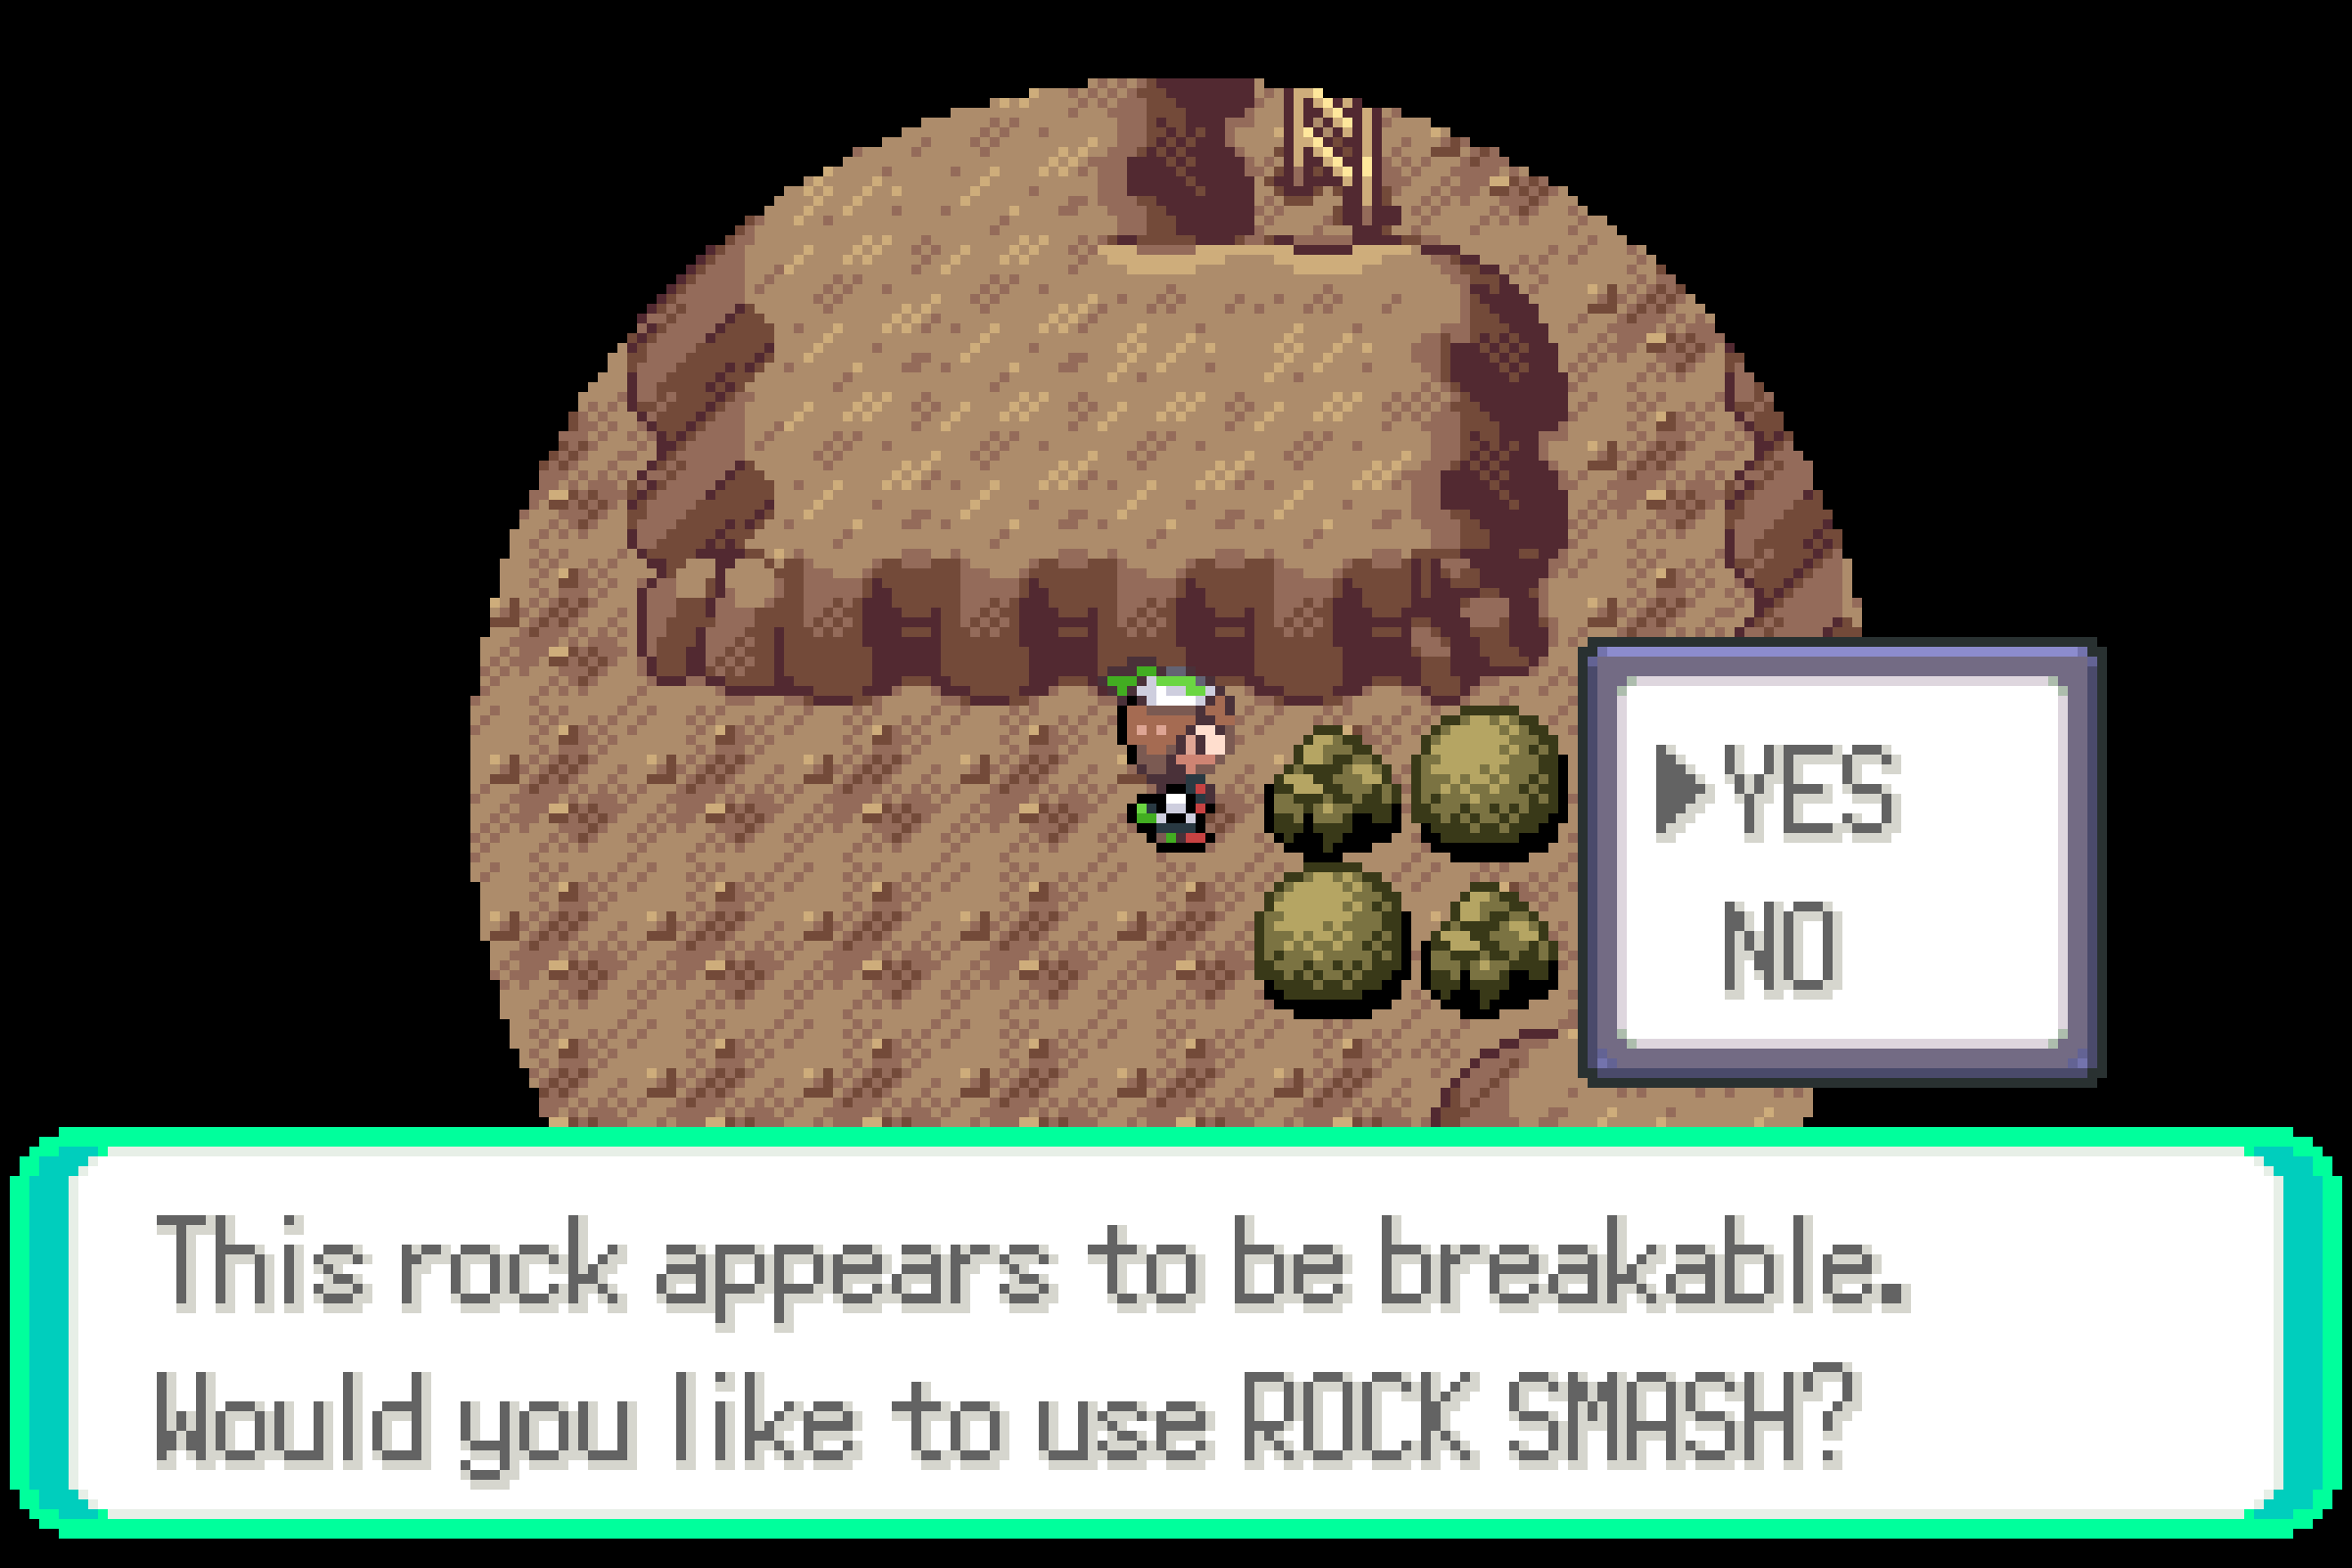 YES
NO
This rock appears to be breakable.
Would you like to use ROCK SMASH?